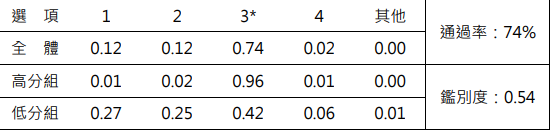 選 項 1 2 3* 4 其他
全 體 0.12 0.12 0.74 0.02 0.00
通過率：74%
高分組 0.01 0.02 0.96 0.01 0.00
鑑別度：0.54
低分組 0.27 0.25 0.42 0.06 0.01